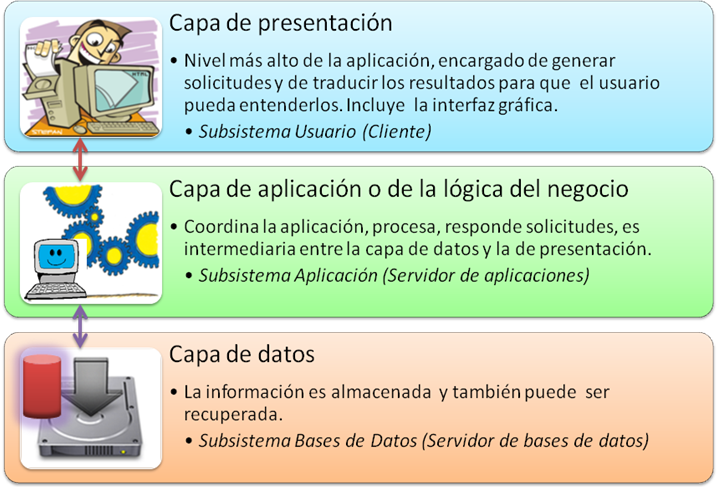 Capa de presentación
• Nivel más alto de la aplicación, encargado de generar
solicitudes y de traducir los resultados para que el usuario
pueda entenderlos. Incluye la interfaz gráfica.
• Subsistema Usuario (Cliente)
HTML
STEFAN
Capa de aplicación o de la lógica del negocio
• Coordina la aplicación, procesa, responde solicitudes, es
intermediaria entre la capa de datos y la de presentación.
• Subsistema Aplicación (Servidor de aplicaciones)
Capa de datos
• La información es almacenada y también puede ser
recuperada.
• Subsistema Bases de Datos (Servidor de bases de datos)